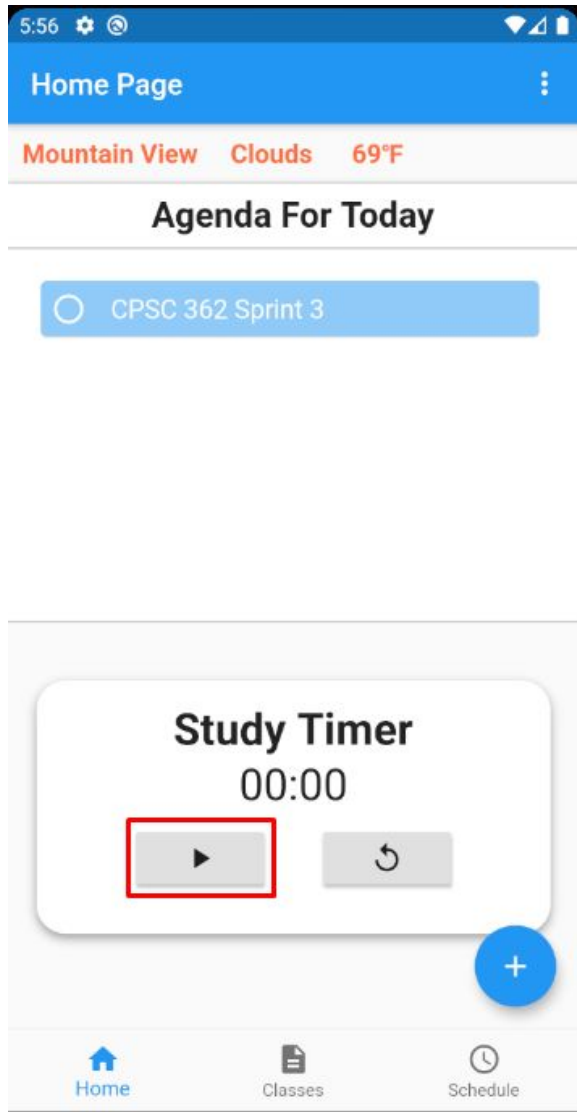 5:56
Home Page
Mountain View Clouds 69°F
Agenda For Today
CPSC 362 Sprint 3
Study Timer
00:00
Home Classes Schedule